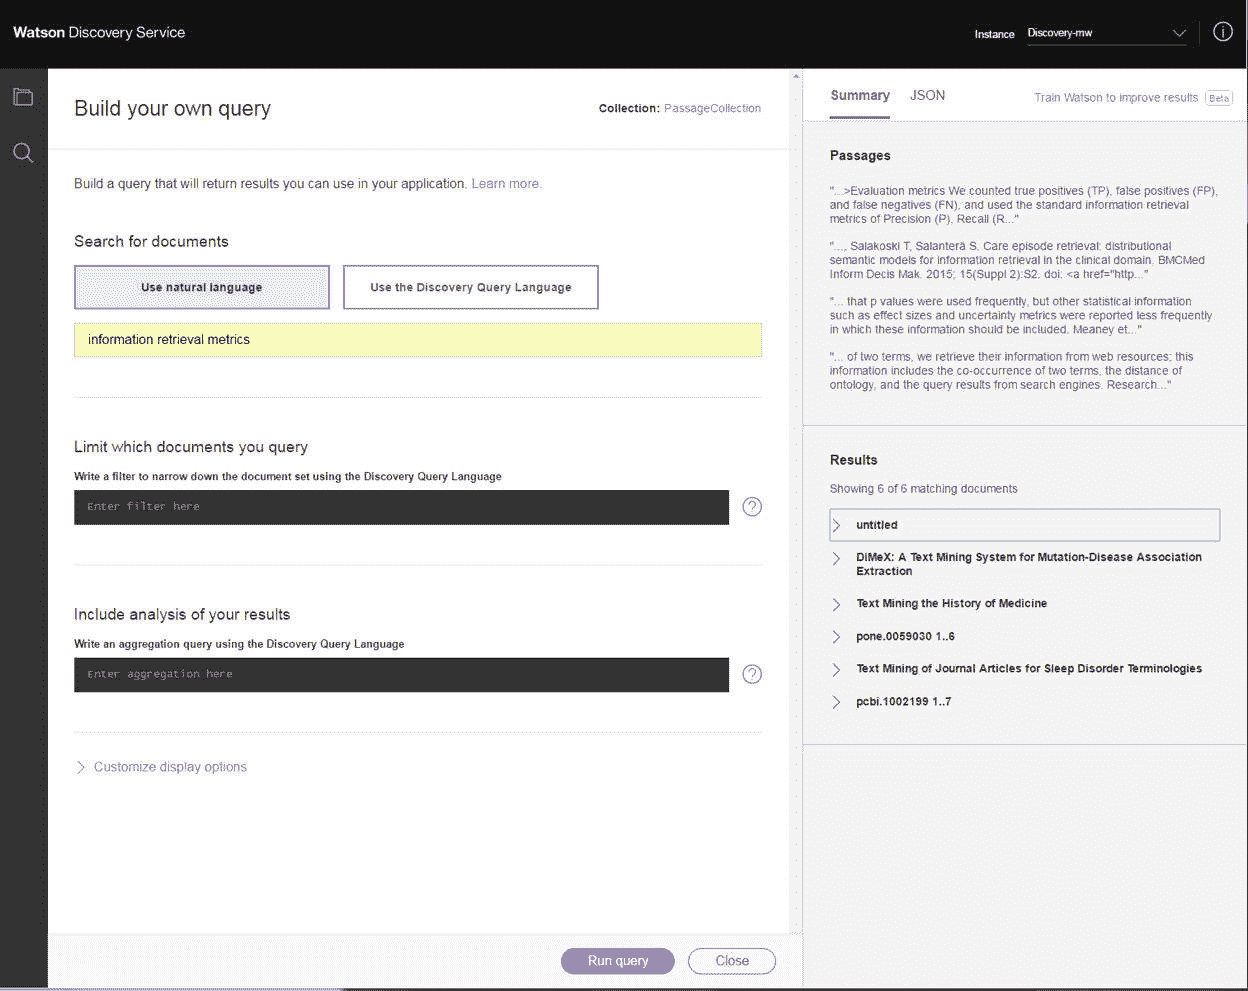 Watson Discovery Service
Instance Discovery-mw
Build your own query
Collection: PassageCollection
Build a query that will return results you can use in your application. Learn more.
Search for documents
Use natural language
Use the Discovery Query Language
information retrieval metrics
Limit which documents you query
Write a filter to narrow down the document set using the Discovery Query Language
Enter filter here
?
Include analysis of your results
Write an aggregation query using the Discovery Query Language
Enter aggregation here
?
Customize display options
Run query
Close
Summary
JSON
Train Watson to improve results Beta
Passages
"...>Evaluation metrics We counted true positives (TP), false positives (FP),
and false negatives (FN), and used the standard information retrieval
metrics of Precision (P), Recall (R..."
"..., Salakoski T, Salanterä S. Care episode retrieval: distributional
semantic models for information retrieval in the clinical domain. BMCMed
Inform Decis Mak. 2015; 15(Suppl 2):S2. doi: <a href="http..."
"... that p values were used frequently, but other statistical information
such as effect sizes and uncertainty metrics were reported less frequently
in which these information should be included. Meaney et..."
"... of two terms, we retrieve their information from web resources; this
information includes the co-occurrence of two terms, the distance of
ontology, and the query results from search engines. Research..."
Results
Showing 6 of 6 matching documents
untitled
DiMeX: A Text Mining System for Mutation-Disease Association
Extraction
Text Mining the History of Medicine
pone.0059030 1..6
Text Mining of Journal Articles for Sleep Disorder Terminologies
pcbi.1002199 1..7